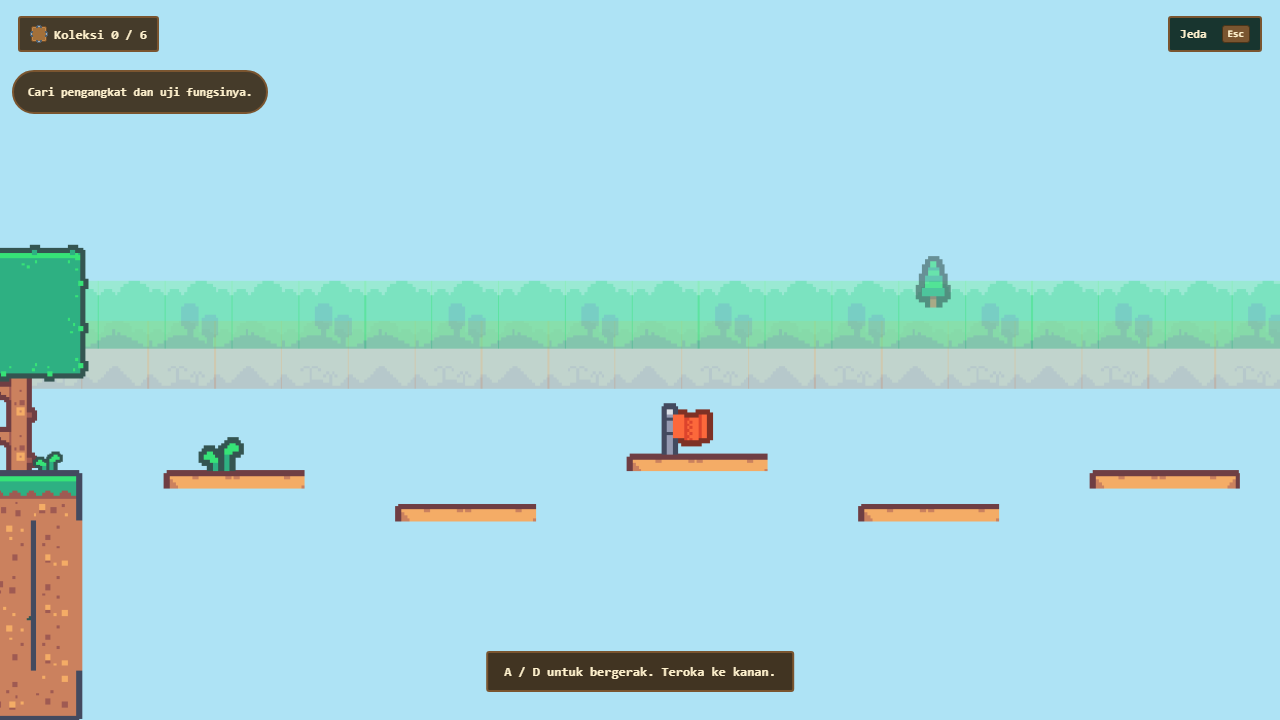 Koleksi 0 / 6
Jeda Esc
Cari pengangkat dan uji fungsinya.
A / D untuk bergerak. Teroka ke kanan.